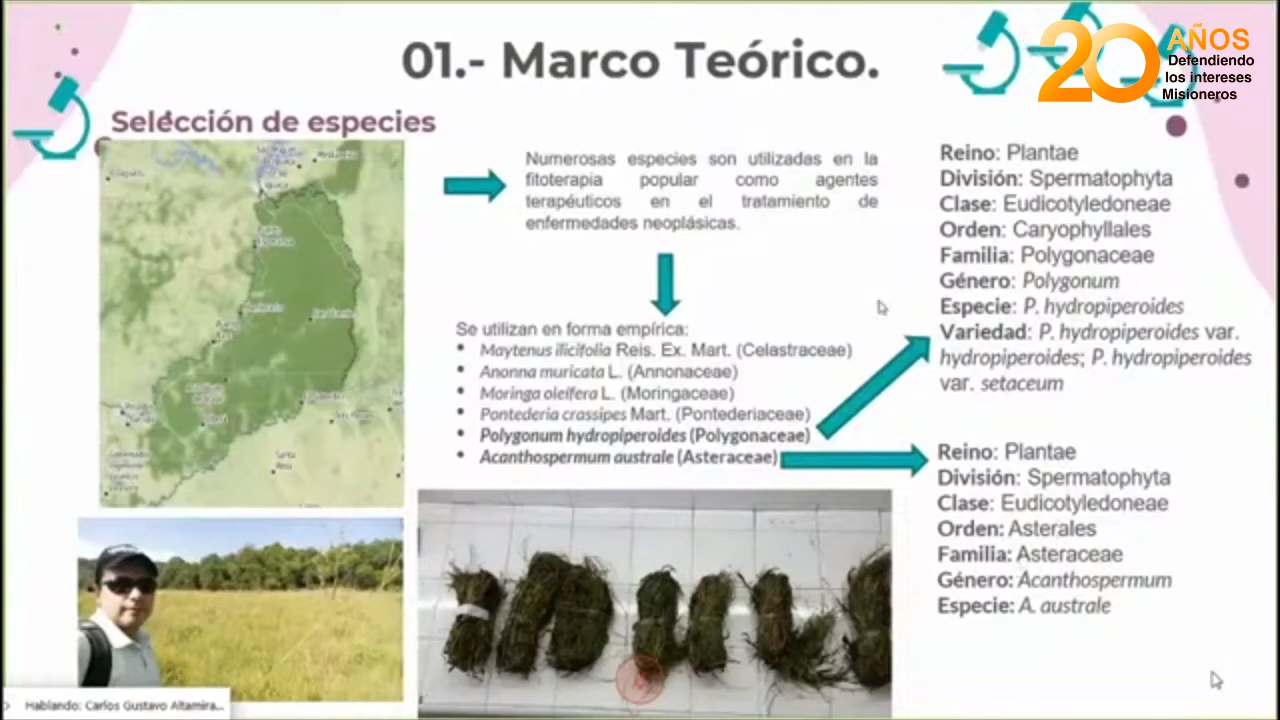 01.- Marco Teórico.
20 AÑOS
Defendiendo
los intereses
Misioneros
Selección de especies
Numerosas especies son utilizadas en la
fitoterapia popular como agentes
terapéuticos en el tratamiento de
enfermedades neoplásicas.
Se utilizan en forma empírica:
• Maytenus ilicifolia Reis. Ex. Mart. (Celastraceae)
• Anonna muricata L. (Annonaceae)
• Moringa oleifera L. (Moringaceae)
• Pontederia crassipes Mart. (Pontederiaceae)
• Polygonum hydropiperoides (Polygonaceae)
• Acanthospermum australe (Asteraceae)
Reino: Plantae
División: Spermatophyta
Clase: Eudicotyledoneae
Orden: Caryophyllales
Familia: Polygonaceae
Género: Polygonum
Especie: P. hydropiperoides
Variedad: P. hydropiperoides var.
hydropiperoides; P. hydropiperoides
var. setaceum
Reino: Plantae
División: Spermatophyta
Clase: Eudicotyledoneae
Orden: Asterales
Familia: Asteraceae
Género: Acanthospermum
Especie: A. australe
Santa
Rosa
Hablando: Carlos Gustavo Altamira...